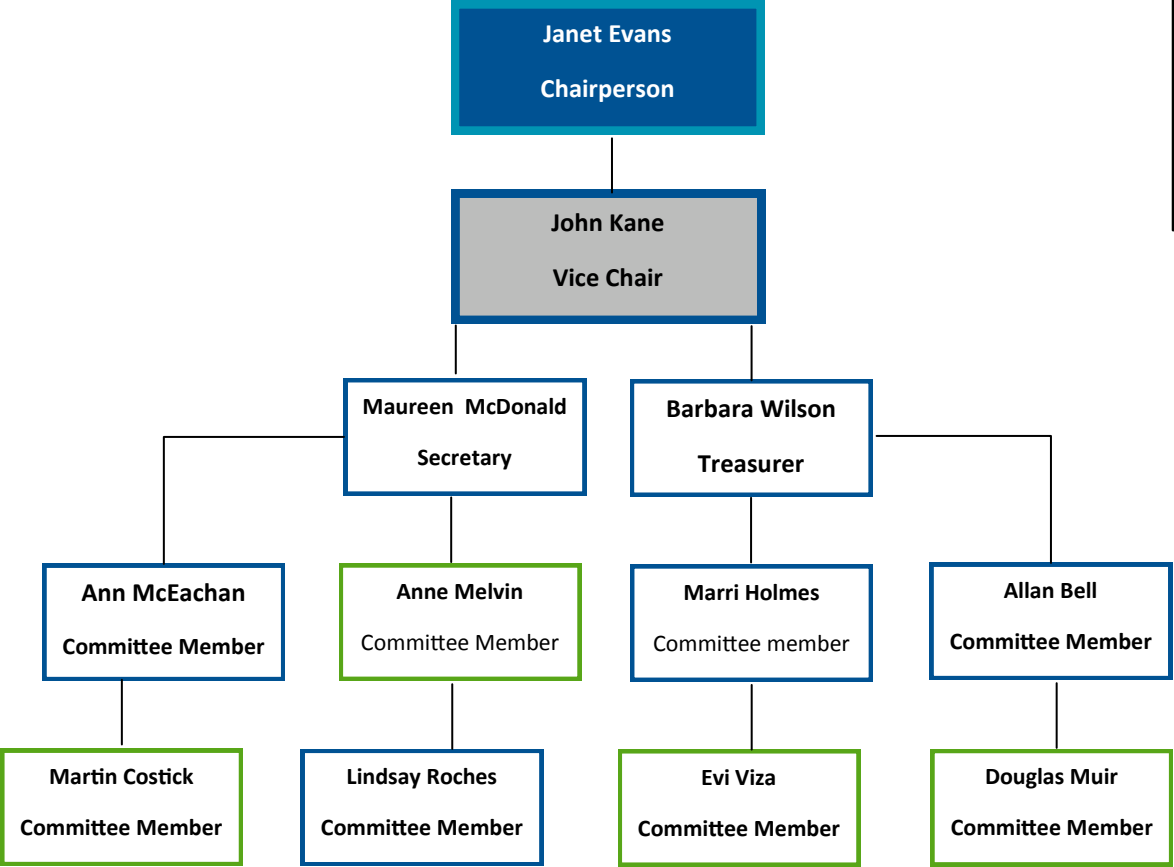 Janet Evans
Chairperson
John Kane
Vice Chair
Maureen McDonald
Secretary
Barbara Wilson
Treasurer
Ann McEachan
Committee Member
Anne Melvin
Committee Member
Marri Holmes
Committee member
Allan Bell
Committee Member
Martin Costick
Committee Member
Lindsay Roches
Committee Member
Evi Viza
Committee Member
Douglas Muir
Committee Member